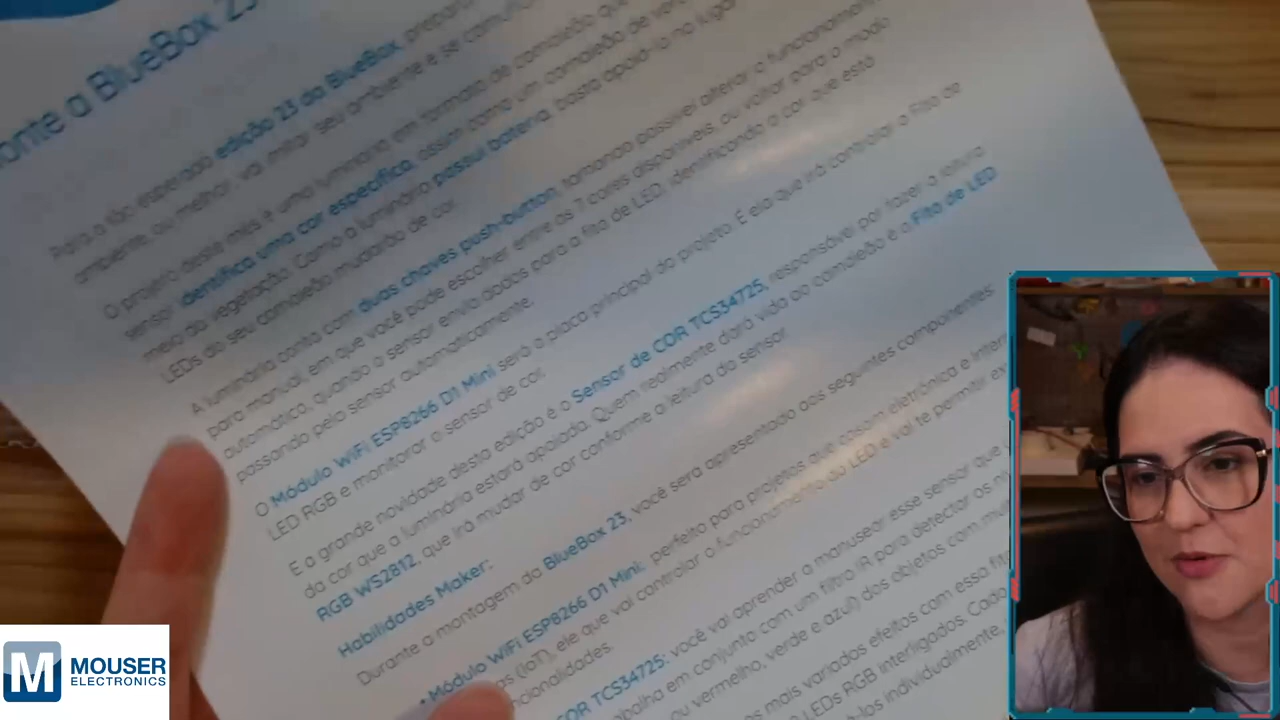 onte a BlueBox 23
Para a tão esperada edição 23 da BlueBox,
ambiente, ou melhor, vai imitar seu ambiente e se
O projeto deste mês é uma luminária em formato de camaleão que
sensor identifica uma cor específica, assim como um camaleão de
meio da vegetação. Como a luminária possui bateria, basta apoiá-la no lugar
LEDs do seu camaleão mudarão de cor.
A luminária conta com duas chaves push-button, tornando possível alterar o funcionamento
para manual, em que você pode escolher entre as 7 cores disponíveis, ou voltar para o modo
automático, quando o sensor envia dados para a fita de LED, identificando a cor que está
passando pelo sensor automaticamente.
O Módulo WiFi ESP8266 D1 Mini será a placa principal do projeto. É ela que irá controlar a Fita de
LED RGB e monitorar o sensor de cor.
E a grande novidade desta edição é o Sensor de COR TCS34725, responsável por fazer a leitura
da cor que a luminária estará apoiada. Quem realmente dará vida ao camaleão é a Fita de LED
RGB WS2812, que irá mudar de cor conforme a leitura do sensor.
Habilidades Maker:
Durante a montagem da BlueBox 23, você será apresentado aos seguintes componentes:
• Módulo WiFi ESP8266 D1 Mini: perfeito para projetos que casam eletrônica e
as (IoT), ele que vai controlar o funcionamento do LED e vai te permitir
cionalidades.
COR TCS34725: você vai aprender a manusear esse sensor que
abalha em conjunto com um filtro IR para detectar os
ou vermelho, verde e azul) dos objetos com
os mais variados efeitos com essa fita
e LEDs RGB interligados. Cada
los individualmente,
M MOUSER
ELECTRONICS